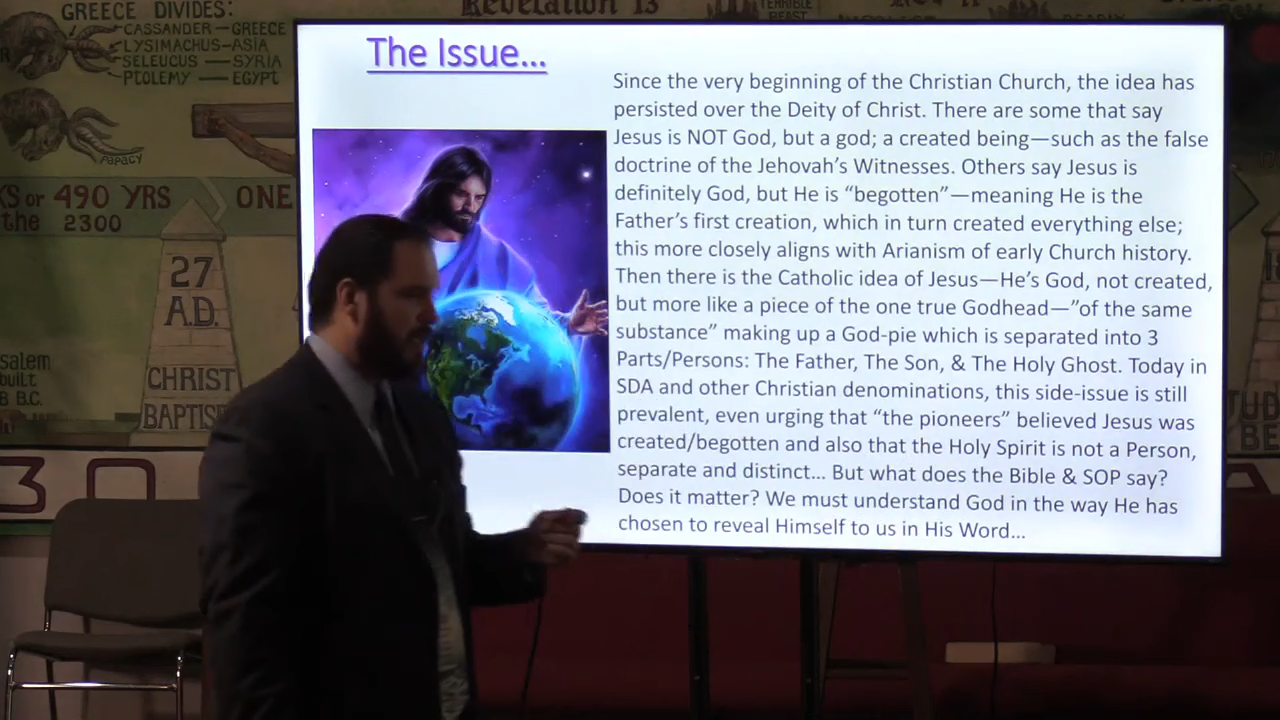 GREECE DIVIDES:
CASSANDER — GREECE
LYSIMACHUS - ASIA
SELEUCUS — SYRIA
PTOLEMY — EGYPT
PAPACY
Revelation 13
TERRIBLE
BEAST
The Issue...
Since the very beginning of the Christian Church, the idea has
persisted over the Deity of Christ. There are some that say
Jesus is NOT God, but a god; a created being—such as the false
doctrine of the Jehovah's Witnesses. Others say Jesus is
definitely God, but He is “begotten”—meaning He is the
Father's first creation, which in turn created everything else;
this more closely aligns with Arianism of early Church history.
Then there is the Catholic idea of Jesus—He's God, not created,
but more like a piece of the one true Godhead—”of the same
substance” making up a God-pie which is separated into 3
Parts/Persons: The Father, The Son, & The Holy Ghost. Today in
SDA and other Christian denominations, this side-issue is still
prevalent, even urging that “the pioneers” believed Jesus was
created/begotten and also that the Holy Spirit is not a Person,
separate and distinct... But what does the Bible & SOP say?
Does it matter? We must understand God in the way He has
chosen to reveal Himself to us in His Word...
KS or 490 YRS
the 2300
ONE
27
A.D.
CHRIST
BAPTIS
salem
built
B.C.
30